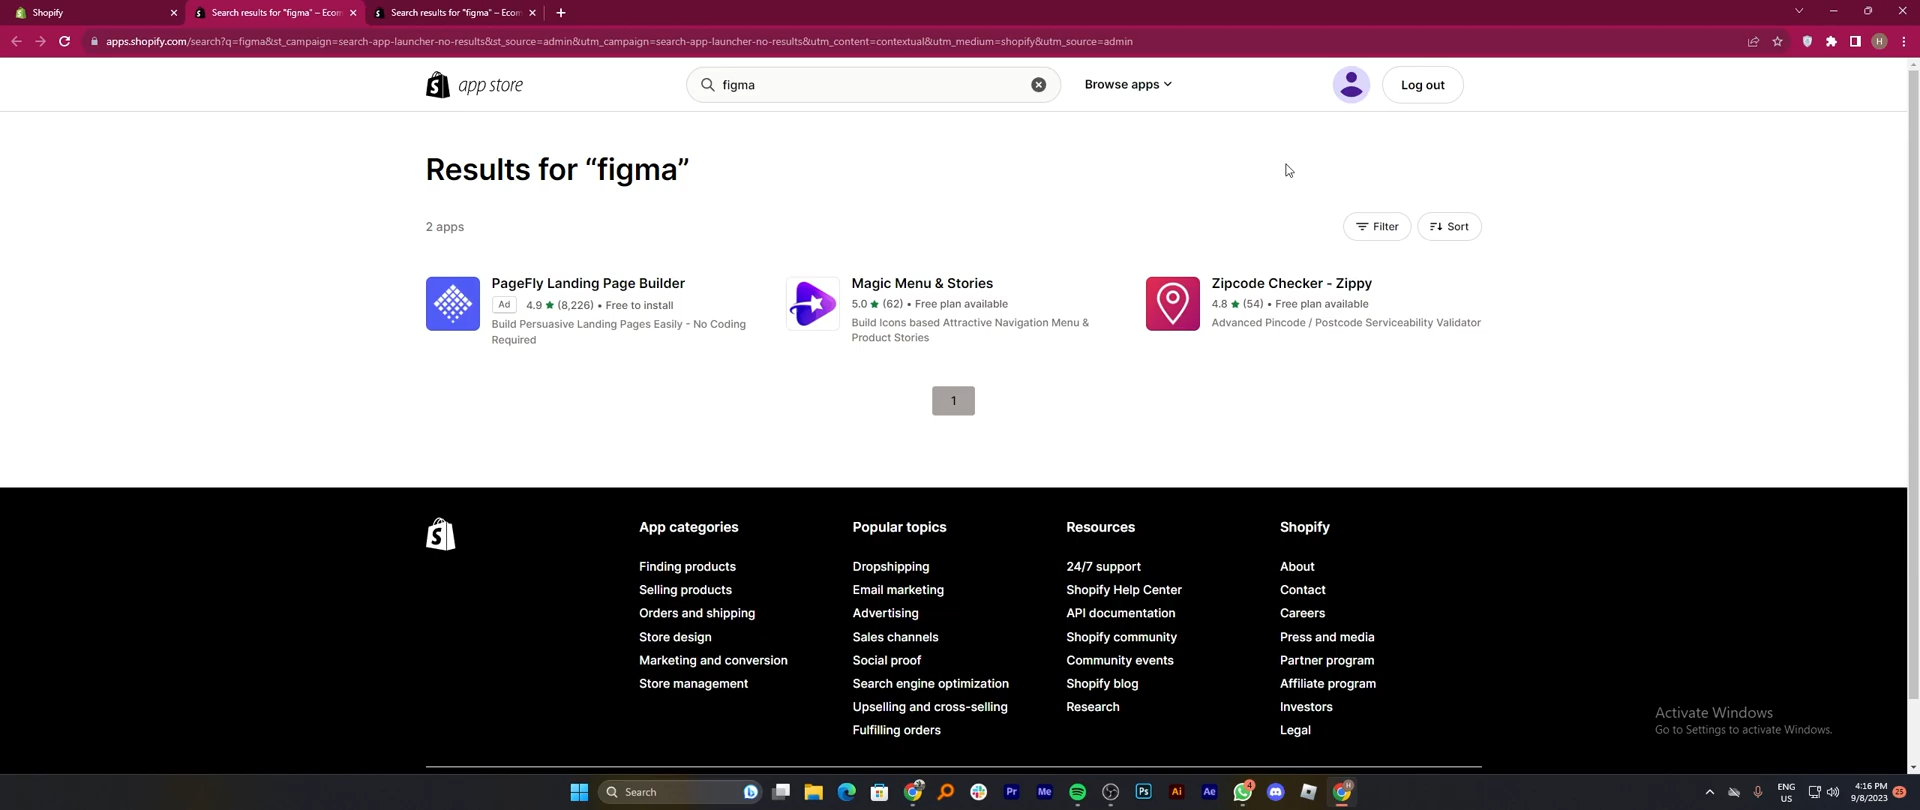 Shopify
Search results for "figma" – Ecom
Search results for "figma" – Ecom
apps.shopify.com/search?q=figma&st_campaign=search-app-launcher-no-results&st_source=admin&utm_campaign=search-app-launcher-no-results&utm_content=contextual&utm_medium=shopify&utm_source=admin
H
app store
figma
Browse apps
Log out
Results for “figma”
2 apps
Filter
Sort
PageFly Landing Page Builder
Ad 4.9 ★ (8,226) • Free to install
Build Persuasive Landing Pages Easily - No Coding
Required
Magic Menu & Stories
5.0 ★ (62) • Free plan available
Build Icons based Attractive Navigation Menu &
Product Stories
Zipcode Checker - Zippy
4.8 ★ (54) • Free plan available
Advanced Pincode / Postcode Serviceability Validator
1
App categories
Finding products
Selling products
Orders and shipping
Store design
Marketing and conversion
Store management
Popular topics
Dropshipping
Email marketing
Advertising
Sales channels
Social proof
Search engine optimization
Upselling and cross-selling
Fulfilling orders
Resources
24/7 support
Shopify Help Center
API documentation
Shopify community
Community events
Shopify blog
Research
Shopify
About
Contact
Careers
Press and media
Partner program
Affiliate program
Investors
Legal
Activate Windows
Go to Settings to activate Windows.
Search
Pr
Me
Ps
Ai
Ae
4
H
ENG
US
4:16 PM
9/8/2023
25